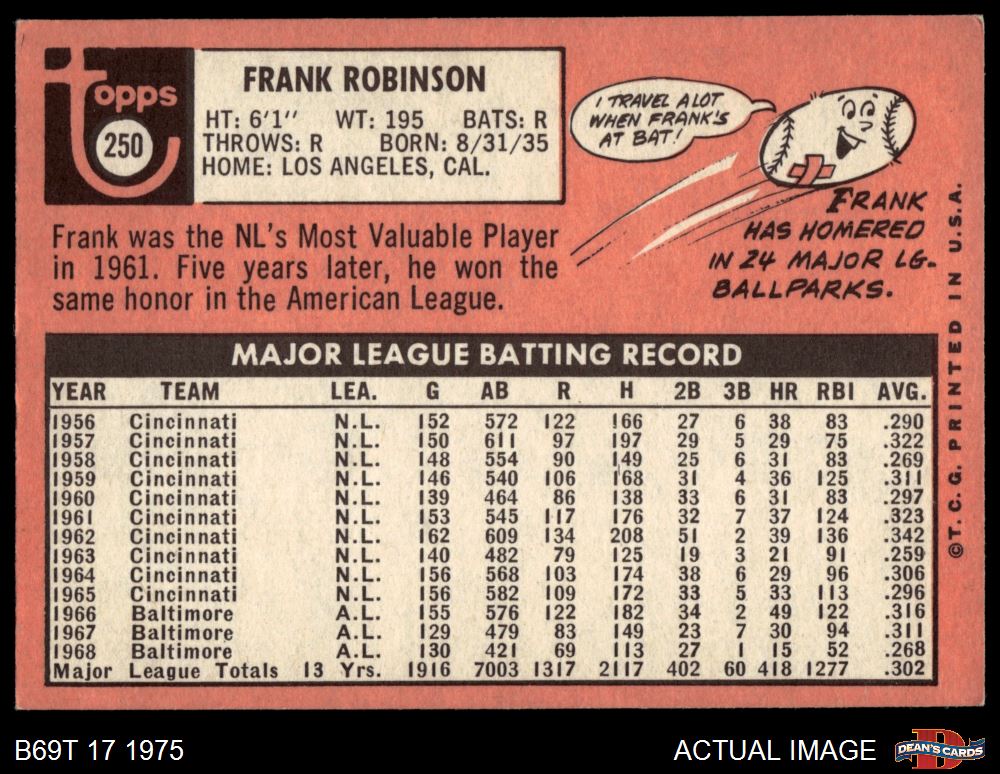 Topps
250
FRANK ROBINSON
HT: 6'1" WT: 195 BATS: R
THROWS: R BORN: 8/31/35
HOME: LOS ANGELES, CAL.
I TRAVEL A LOT
WHEN FRANK'S
AT BAT!
FRANK
HAS HOMERED
IN 24 MAJOR LG.
BALLPARKS.
Frank was the NL's Most Valuable Player
in 1961. Five years later, he won the
same honor in the American League.
MAJOR LEAGUE BATTING RECORD
YEAR TEAM LEA. G AB R H 2B 3B HR RBI AVG.
1956 Cincinnati N.L. 152 572 122 166 27 6 38 83 .290
1957 Cincinnati N.L. 150 611 97 197 29 5 29 75 .322
1958 Cincinnati N.L. 148 554 90 149 25 6 31 83 .269
1959 Cincinnati N.L. 146 540 106 168 31 4 36 125 .311
1960 Cincinnati N.L. 139 464 86 138 33 6 31 83 .297
1961 Cincinnati N.L. 153 545 117 176 32 7 37 124 .323
1962 Cincinnati N.L. 162 609 134 208 51 2 39 136 .342
1963 Cincinnati N.L. 140 482 79 125 19 3 21 91 .259
1964 Cincinnati N.L. 156 568 103 174 38 6 29 96 .306
1965 Cincinnati N.L. 156 582 109 172 33 5 33 113 .296
1966 Baltimore A.L. 155 576 122 182 34 2 49 122 .316
1967 Baltimore A.L. 129 479 83 149 23 7 30 94 .311
1968 Baltimore A.L. 130 421 69 113 27 1 15 52 .268
Major League Totals 13 Yrs. 1916 7003 1317 2117 402 60 418 1277 .302
©T.C.G. PRINTED IN U.S.A.
B69T 17 1975
ACTUAL IMAGE
D
DEAN'S CARDS